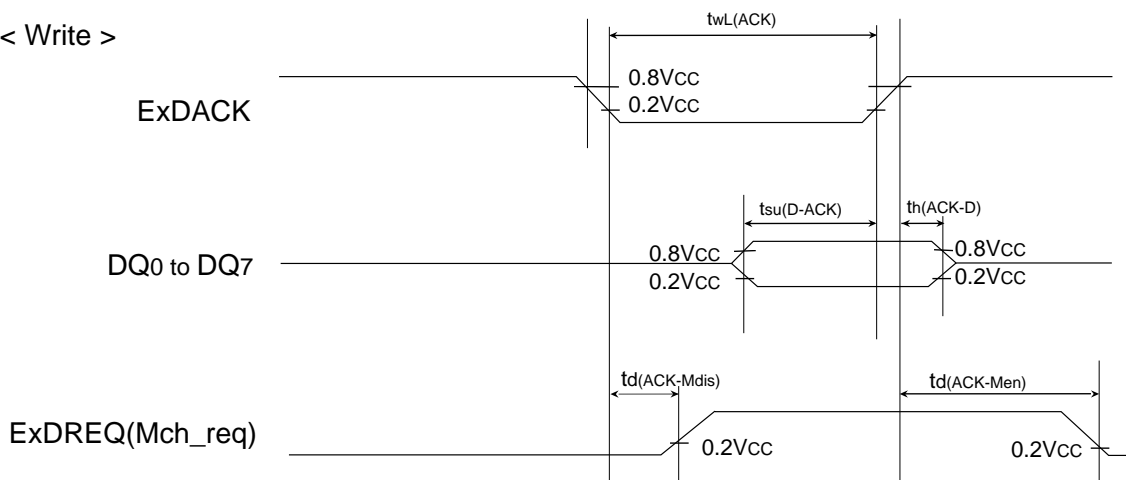 < Write >
twL(ACK)
ExDACK
0.8VCC
0.2VCC
tsu(D-ACK)
th(ACK-D)
DQ0 to DQ7
0.8VCC
0.8VCC
0.2VCC
0.2VCC
td(ACK-Mdis)
td(ACK-Men)
ExDREQ(Mch_req)
0.2VCC
0.2VCC